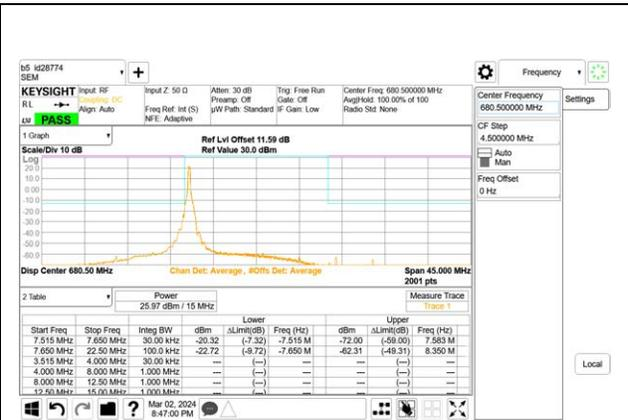 b5 id28774
SEM
Frequency
Settings
KEYSIGHT
RL
LXI
PASS
Input: RF
Coupling: DC
Align: Auto
Input Z: 50 Ω
Freq Ref: Int (S)
NFE: Adaptive
Atten: 30 dB
Preamp: Off
µW Path: Standard
Trig: Free Run
Gate: Off
IF Gain: Low
Center Freq: 680.500000 MHz
Avg|Hold: 100.00% of 100
Radio Std: None
Center Frequency
680.500000 MHz
CF Step
4.500000 MHz
Auto
Man
Freq Offset
0 Hz
Local
1 Graph
Scale/Div 10 dB
Ref Lvl Offset 11.59 dB
Ref Value 30.0 dBm
Log
20.0
10.0
0.00
-10.0
-20.0
-30.0
-40.0
-50.0
-60.0
Disp Center 680.50 MHz
Chan Det: Average , #Offs Det: Average
Span 45.000 MHz
2001 pts
2 Table
Power
25.97 dBm / 15 MHz
Measure Trace
Trace 1
Lower Upper
Start Freq Stop Freq Integ BW dBm ΔLimit(dB) Freq (Hz) dBm ΔLimit(dB) Freq (Hz)
7.515 MHz 7.650 MHz 30.00 kHz -20.32 (-7.32) -7.515 M -72.00 (-59.00) 7.583 M
7.650 MHz 22.50 MHz 100.0 kHz -22.72 (-9.72) -7.650 M -62.31 (-49.31) 8.350 M
3.515 MHz 4.000 MHz 30.00 kHz --- (---) --- --- (---) ---
4.000 MHz 8.000 MHz 1.000 MHz --- (---) --- --- (---) ---
8.000 MHz 12.50 MHz 1.000 MHz --- (---) --- --- (---) ---
12.50 MHz 15.00 MHz 1.000 MHz --- (---) --- --- (---) ---
Mar 02, 2024
8:47:00 PM